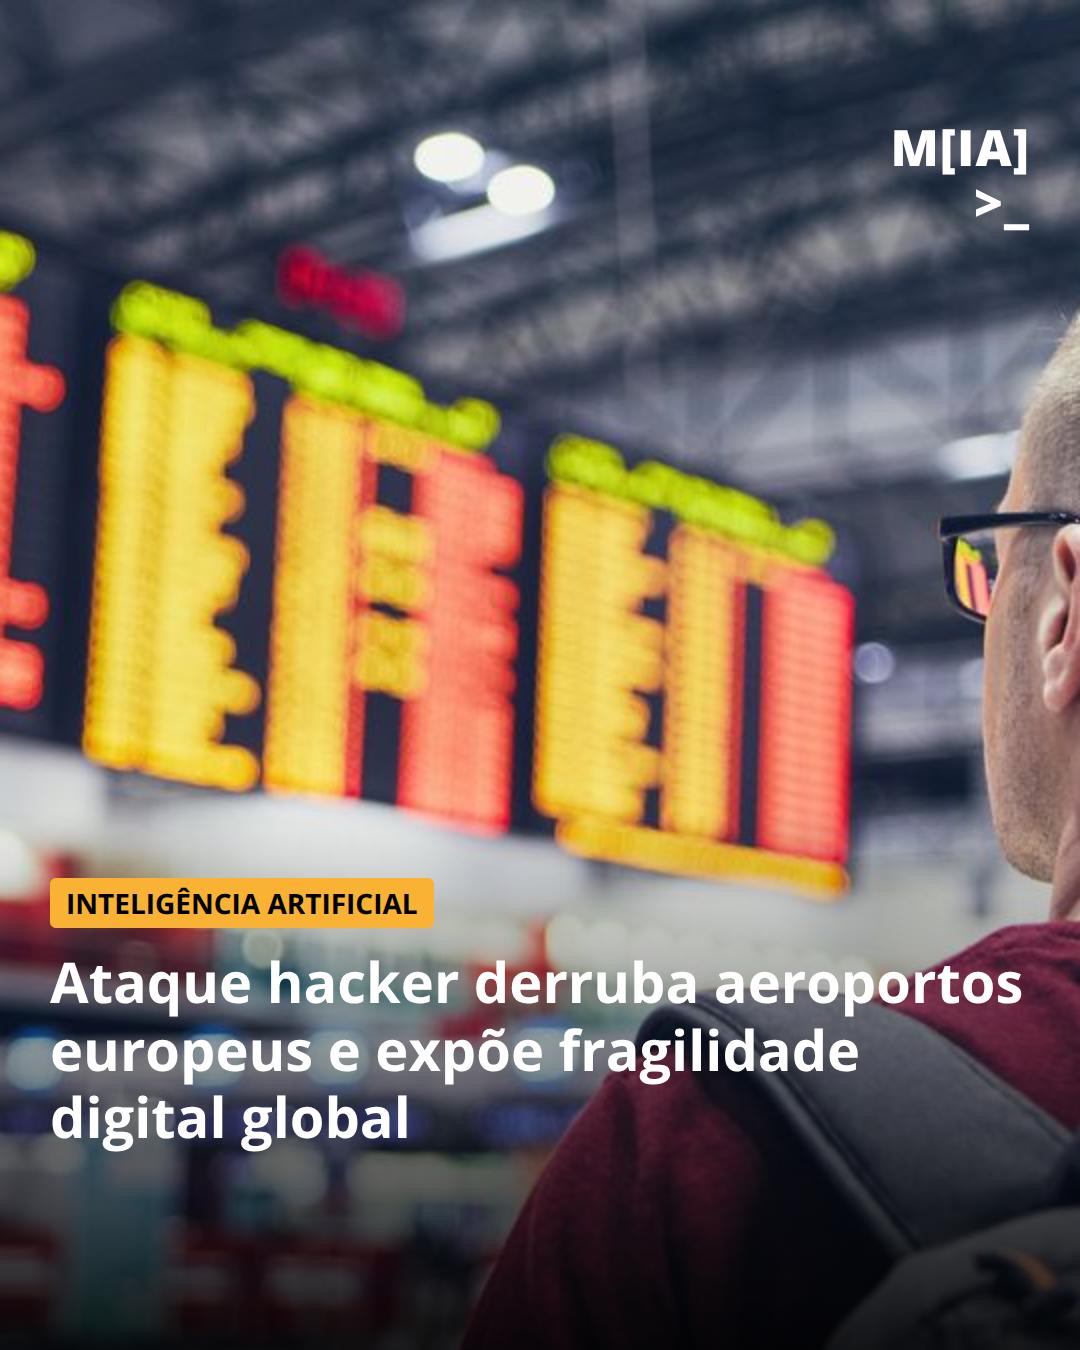 M[IA]
>_
INTELIGÊNCIA ARTIFICIAL
Ataque hacker derruba aeroportos
europeus e expõe fragilidade
digital global